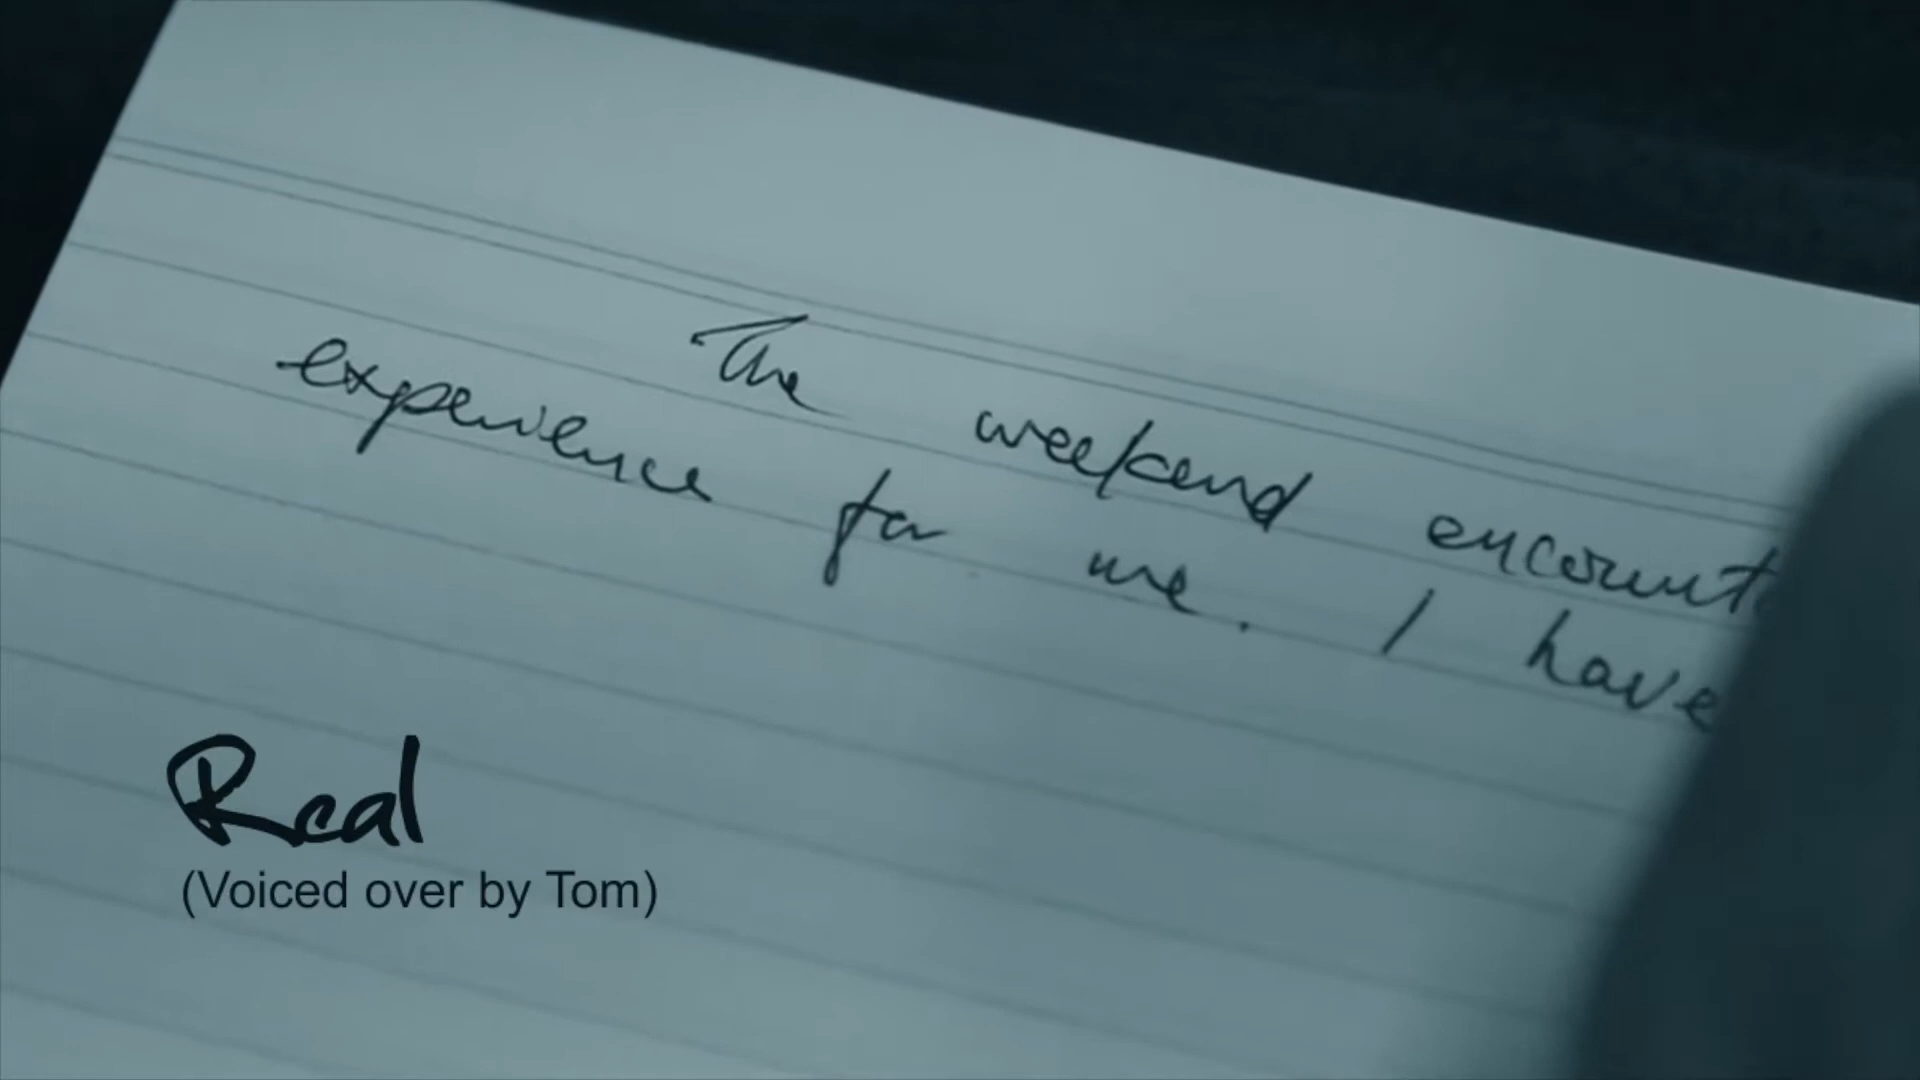 The weekend encount
experience for me. I have
Real
(Voiced over by Tom)